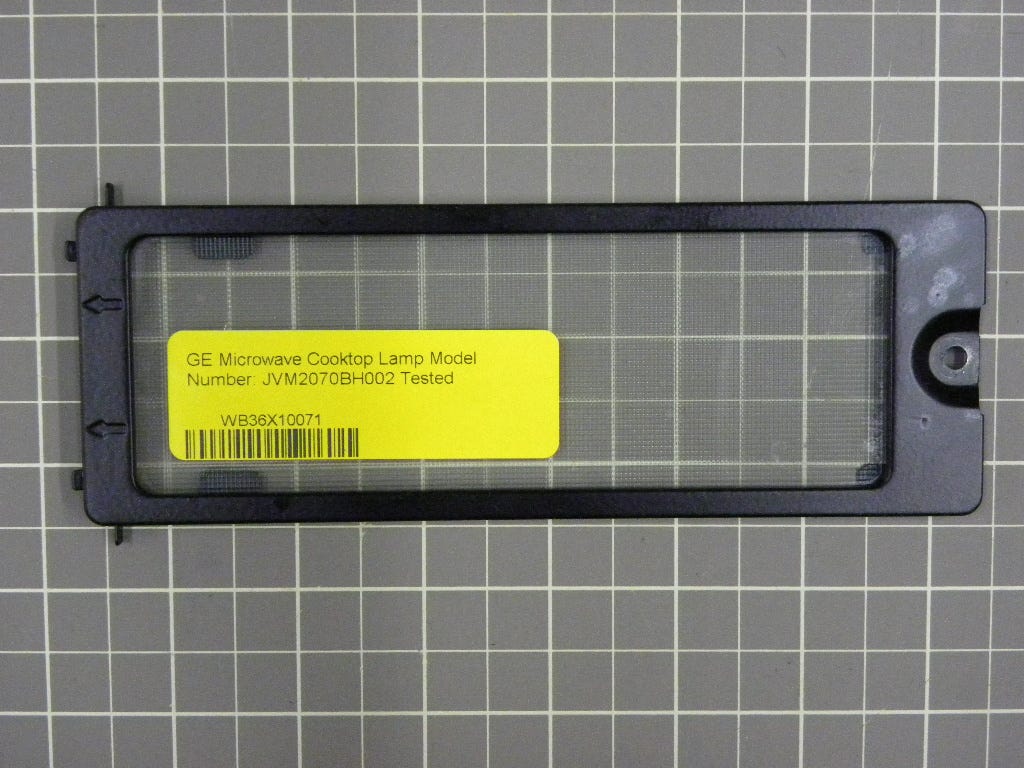 GE Microwave Cooktop Lamp Model
Number: JVM2070BH002 Tested
WB36X10071